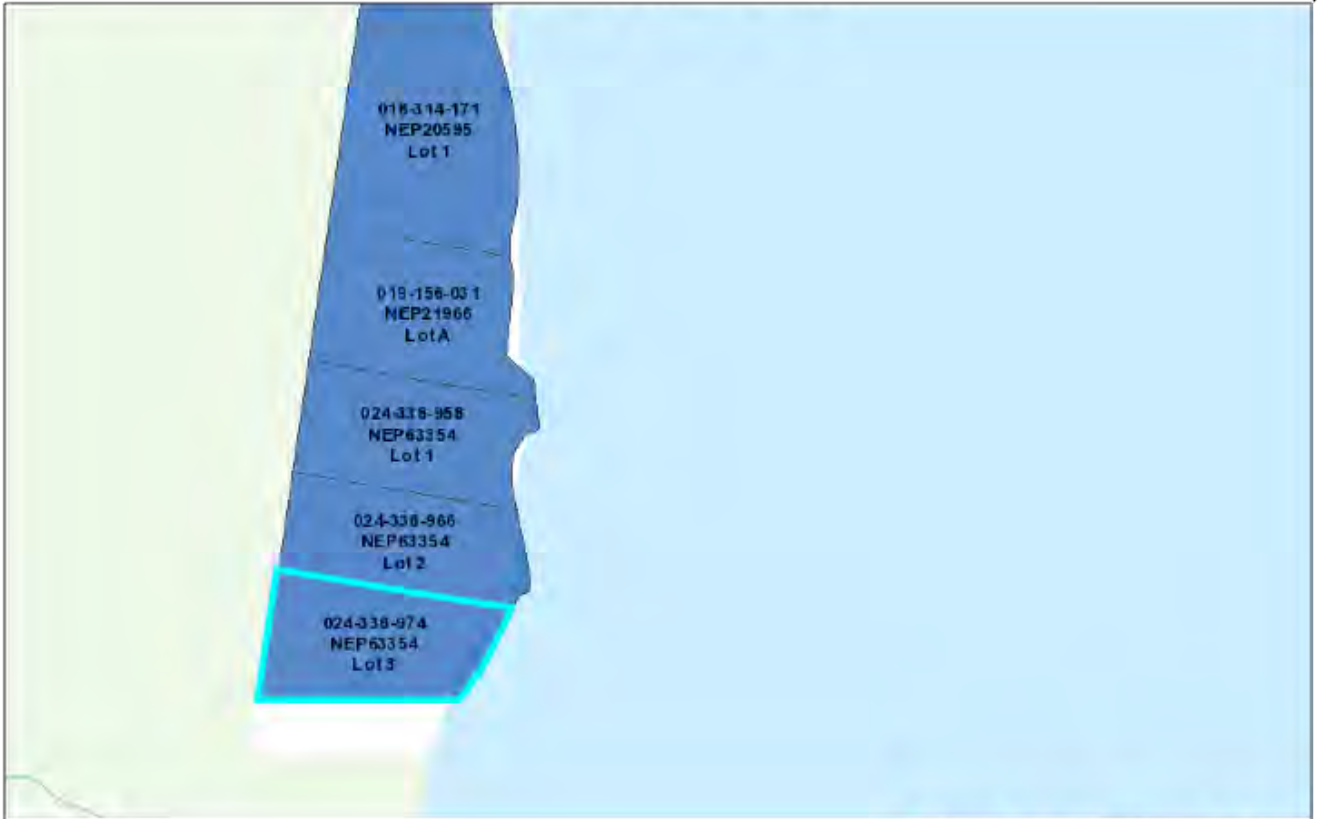 018-314-171
NEP20595
Lot 1
019-156-031
NEP21966
Lot A
024-338-958
NEP63354
Lot 1
024-338-966
NEP63354
Lot 2
024-338-974
NEP63354
Lot 3